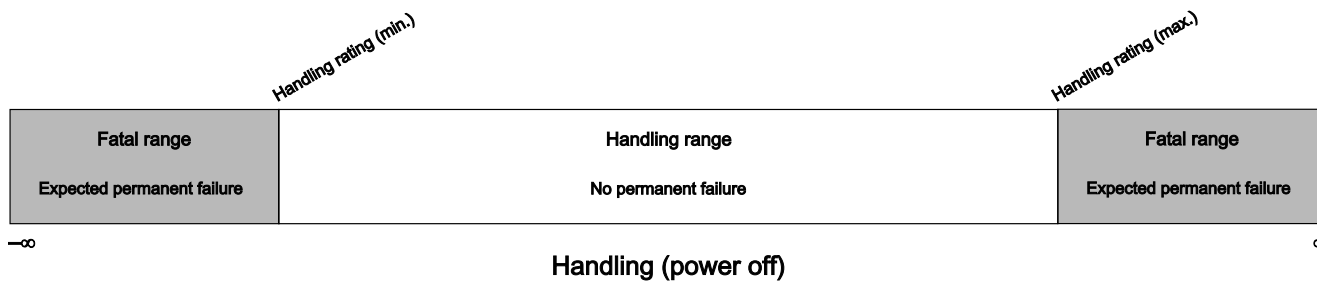 Handling rating (min.)
Handling rating (max.)
Fatal range
Handling range
Fatal range
Expected permanent failure
No permanent failure
Expected permanent failure
–∞
Handling (power off)